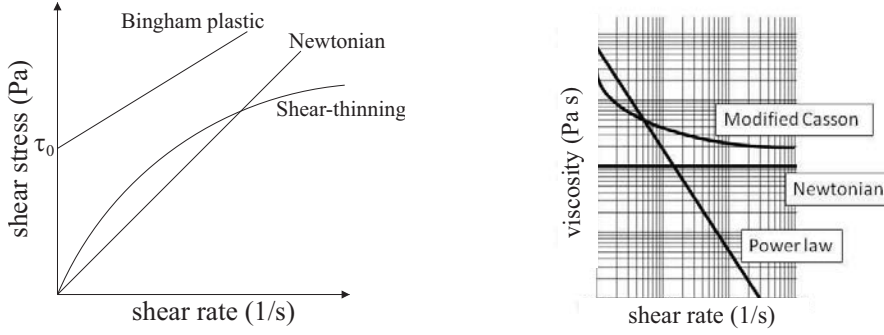 Bingham plastic
Newtonian
Shear-thinning
τ0
shear stress (Pa)
shear rate (1/s)
Modified Casson
Newtonian
Power law
viscosity (Pa s)
shear rate (1/s)